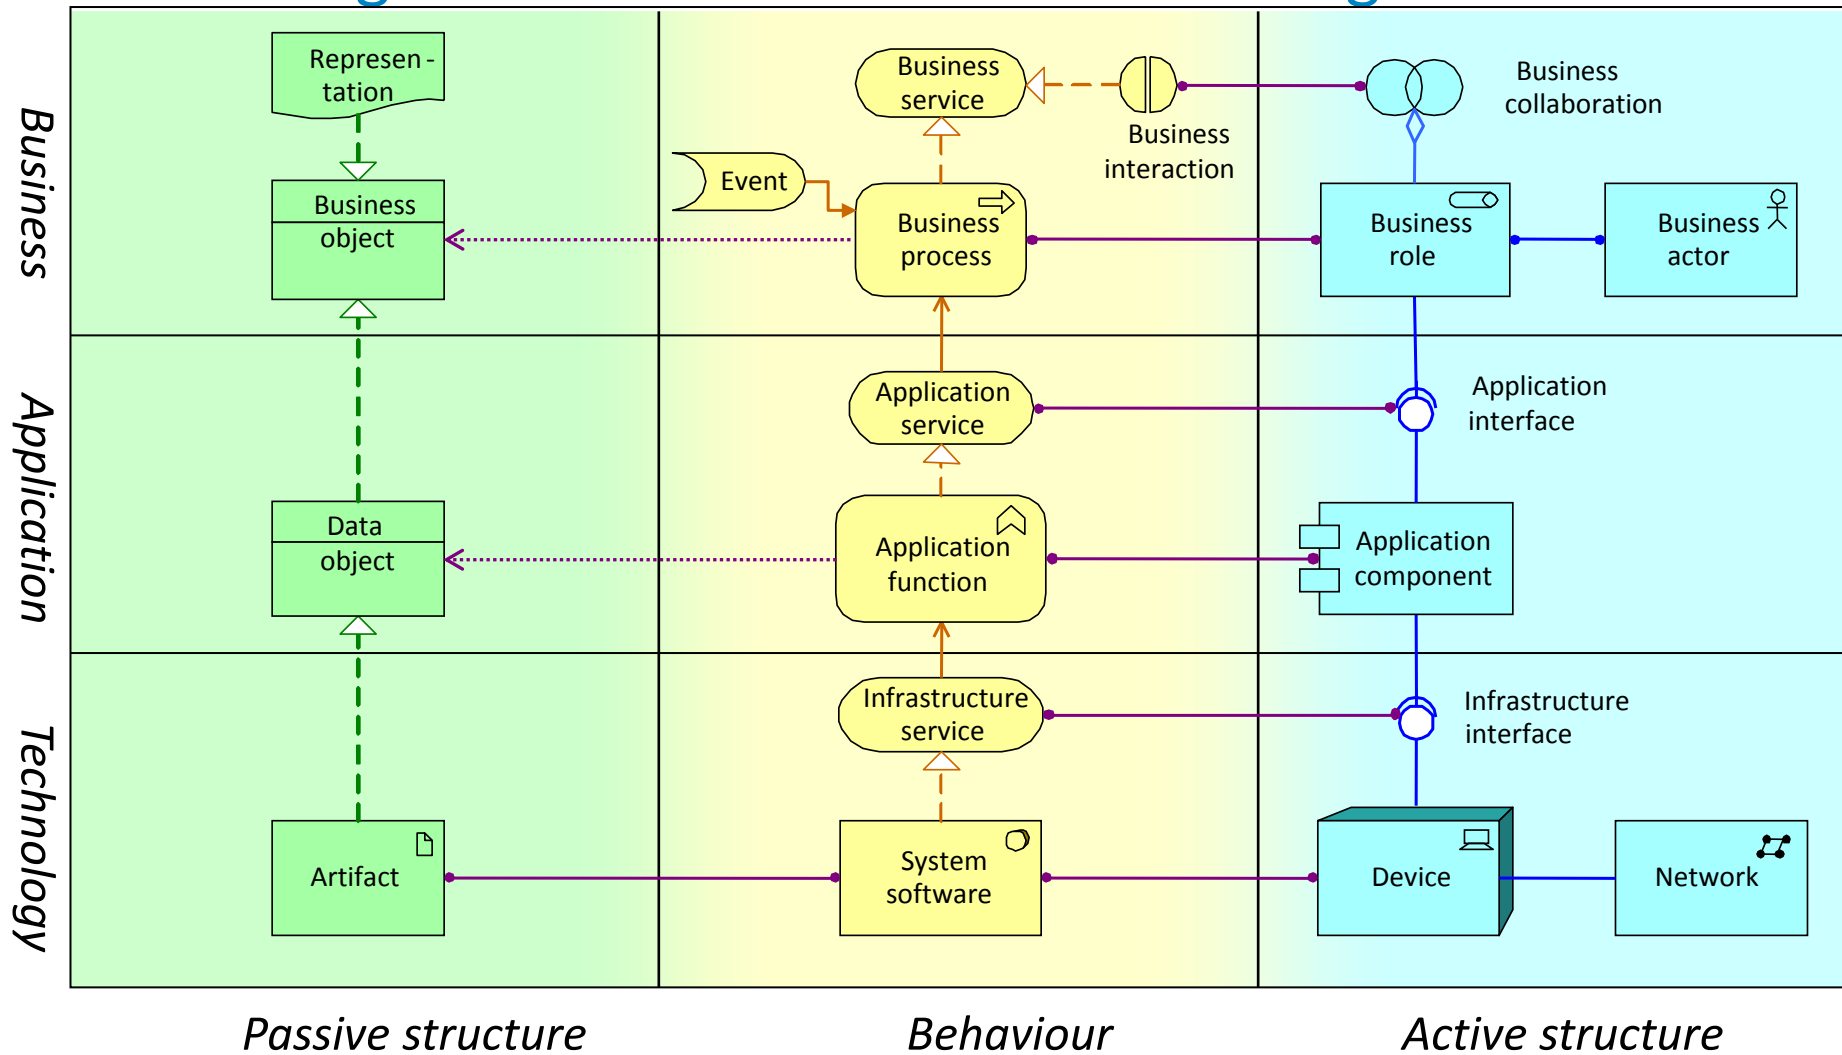 Represen-
tation
Business
object
Business
service
Business
interaction
Event
Business
process
Business
collaboration
Business
role
Business
actor
Business
Application
service
Application
interface
Data
object
Application
function
Application
component
Application
Infrastructure
service
Infrastructure
interface
Artifact
System
software
Device
Network
Technology
Passive structure
Behaviour
Active structure